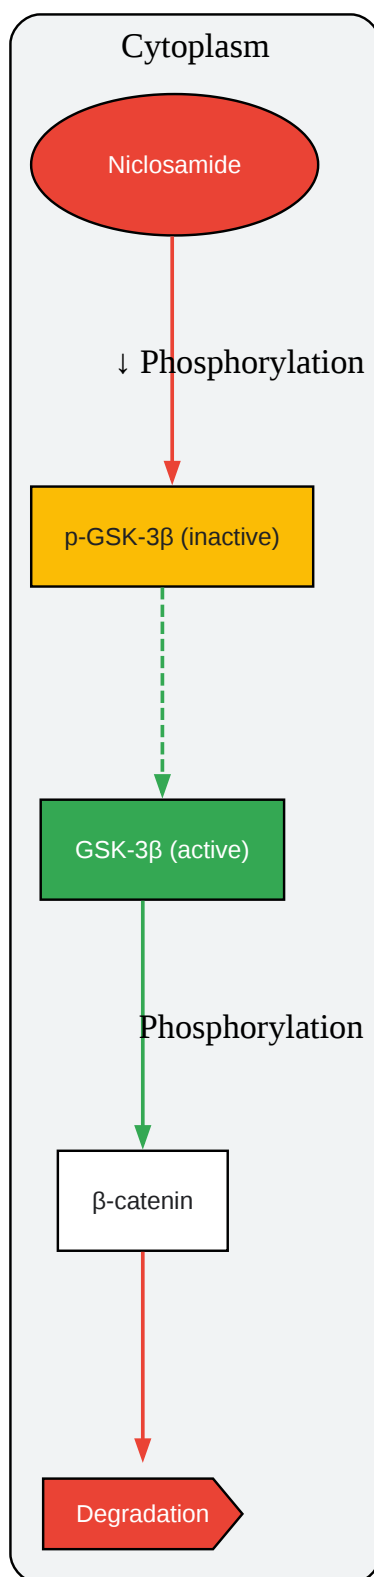 Cytoplasm
Niclosamide
↓ Phosphorylation
p-GSK-3β (inactive)
GSK-3β (active)
Phosphorylation
β-catenin
Degradation